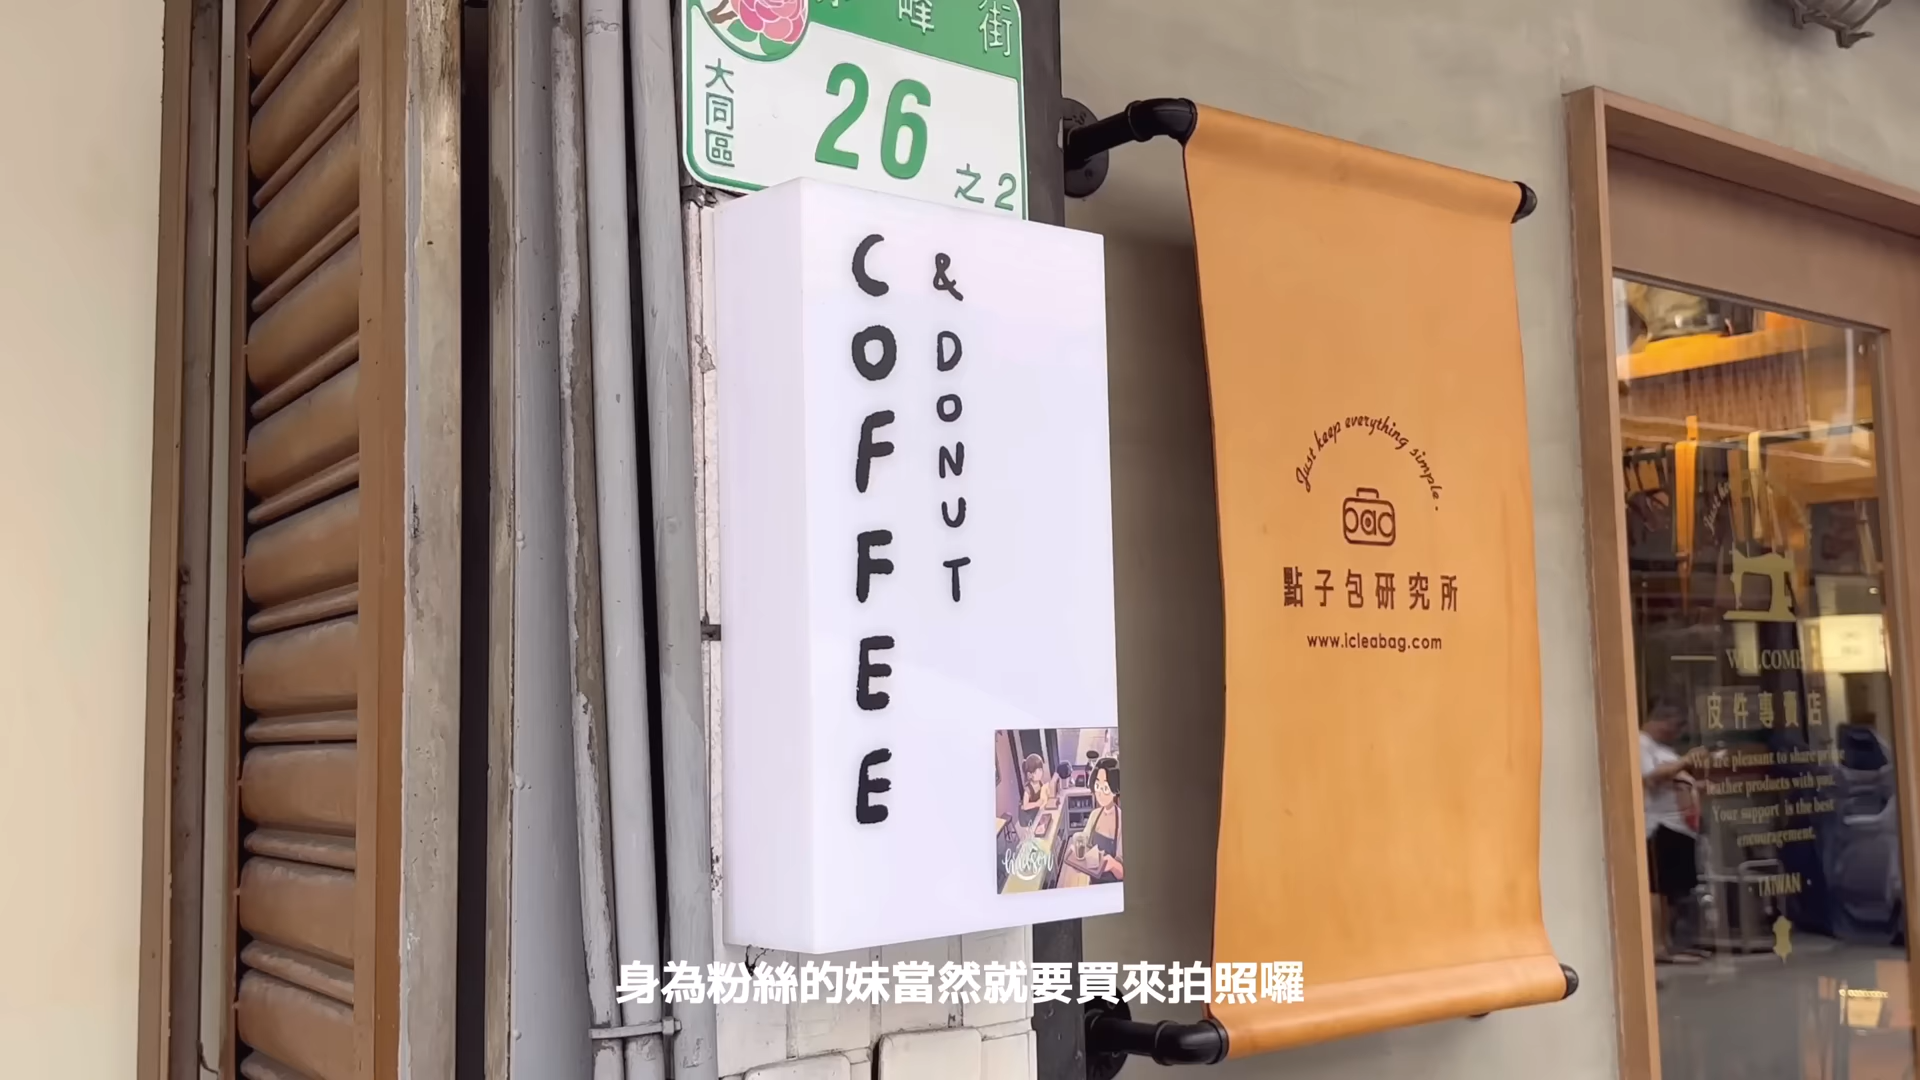 街
大同區
26
之2
COFFEE
& DONUT
hudson
Just keep everything simple.
bag
點子包研究所
www.icleabag.com
WELCOME
皮件專賣店
We are pleasant to share prime
leather products with you.
Your support is the best
encouragement.
TAIWAN
身為粉絲的妹當然就要買來拍照囉